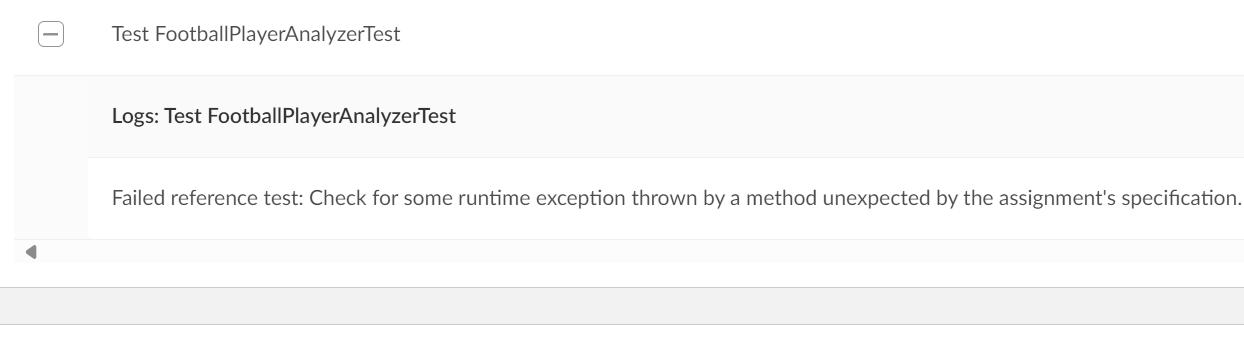 Test FootballPlayerAnalyzerTest
Logs: Test FootballPlayerAnalyzerTest
Failed reference test: Check for some runtime exception thrown by a method unexpected by the assignment's specification.